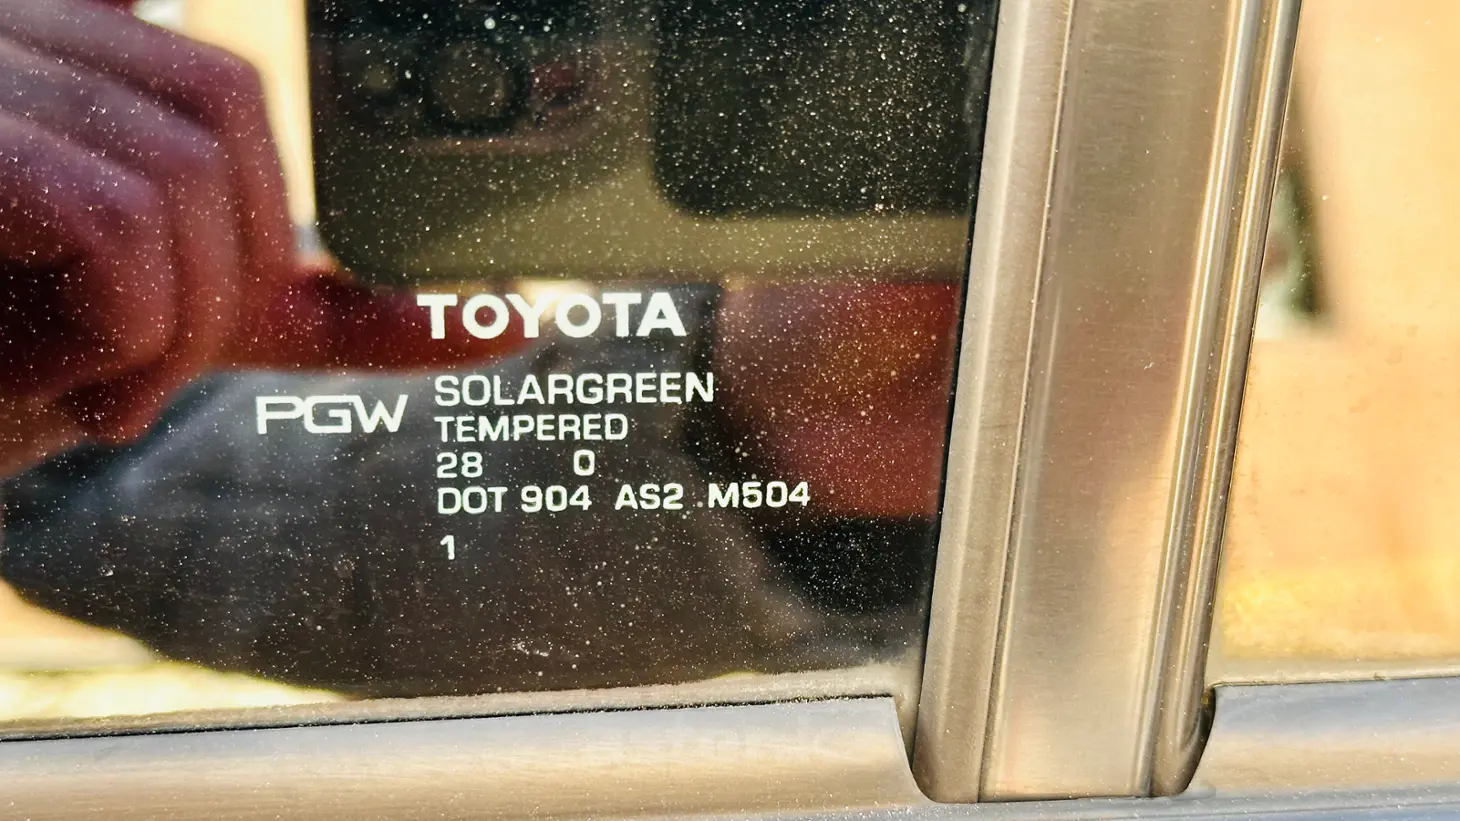 TOYOTA
PGW
SOLARGREEN
TEMPERED
28 0
DOT 904 AS2 .M504
1